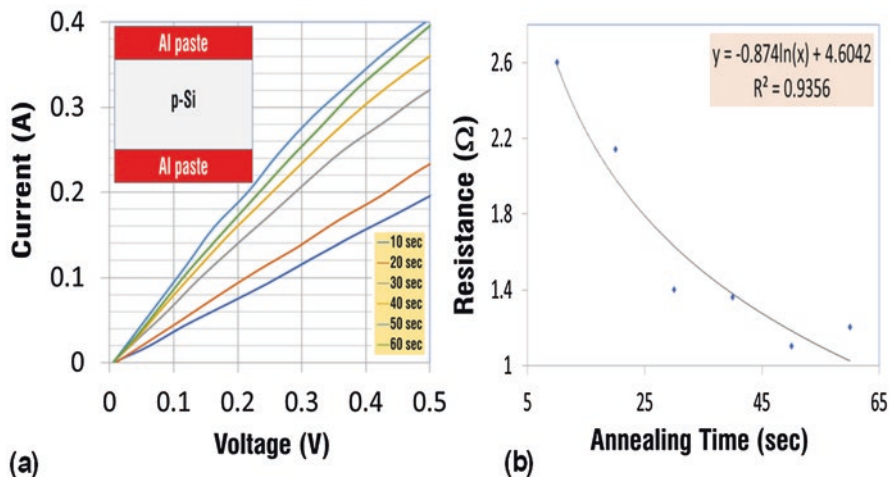 0.4
0.3
0.2
0.1
0
Current (A)
Al paste
p-Si
Al paste
10 sec
20 sec
30 sec
40 sec
50 sec
60 sec
0 0.1 0.2 0.3 0.4 0.5
Voltage (V)
(a)
2.6
2.2
1.8
1.4
1
Resistance (Ω)
y = -0.874ln(x) + 4.6042
R² = 0.9356
5 25 45 65
Annealing Time (sec)
(b)